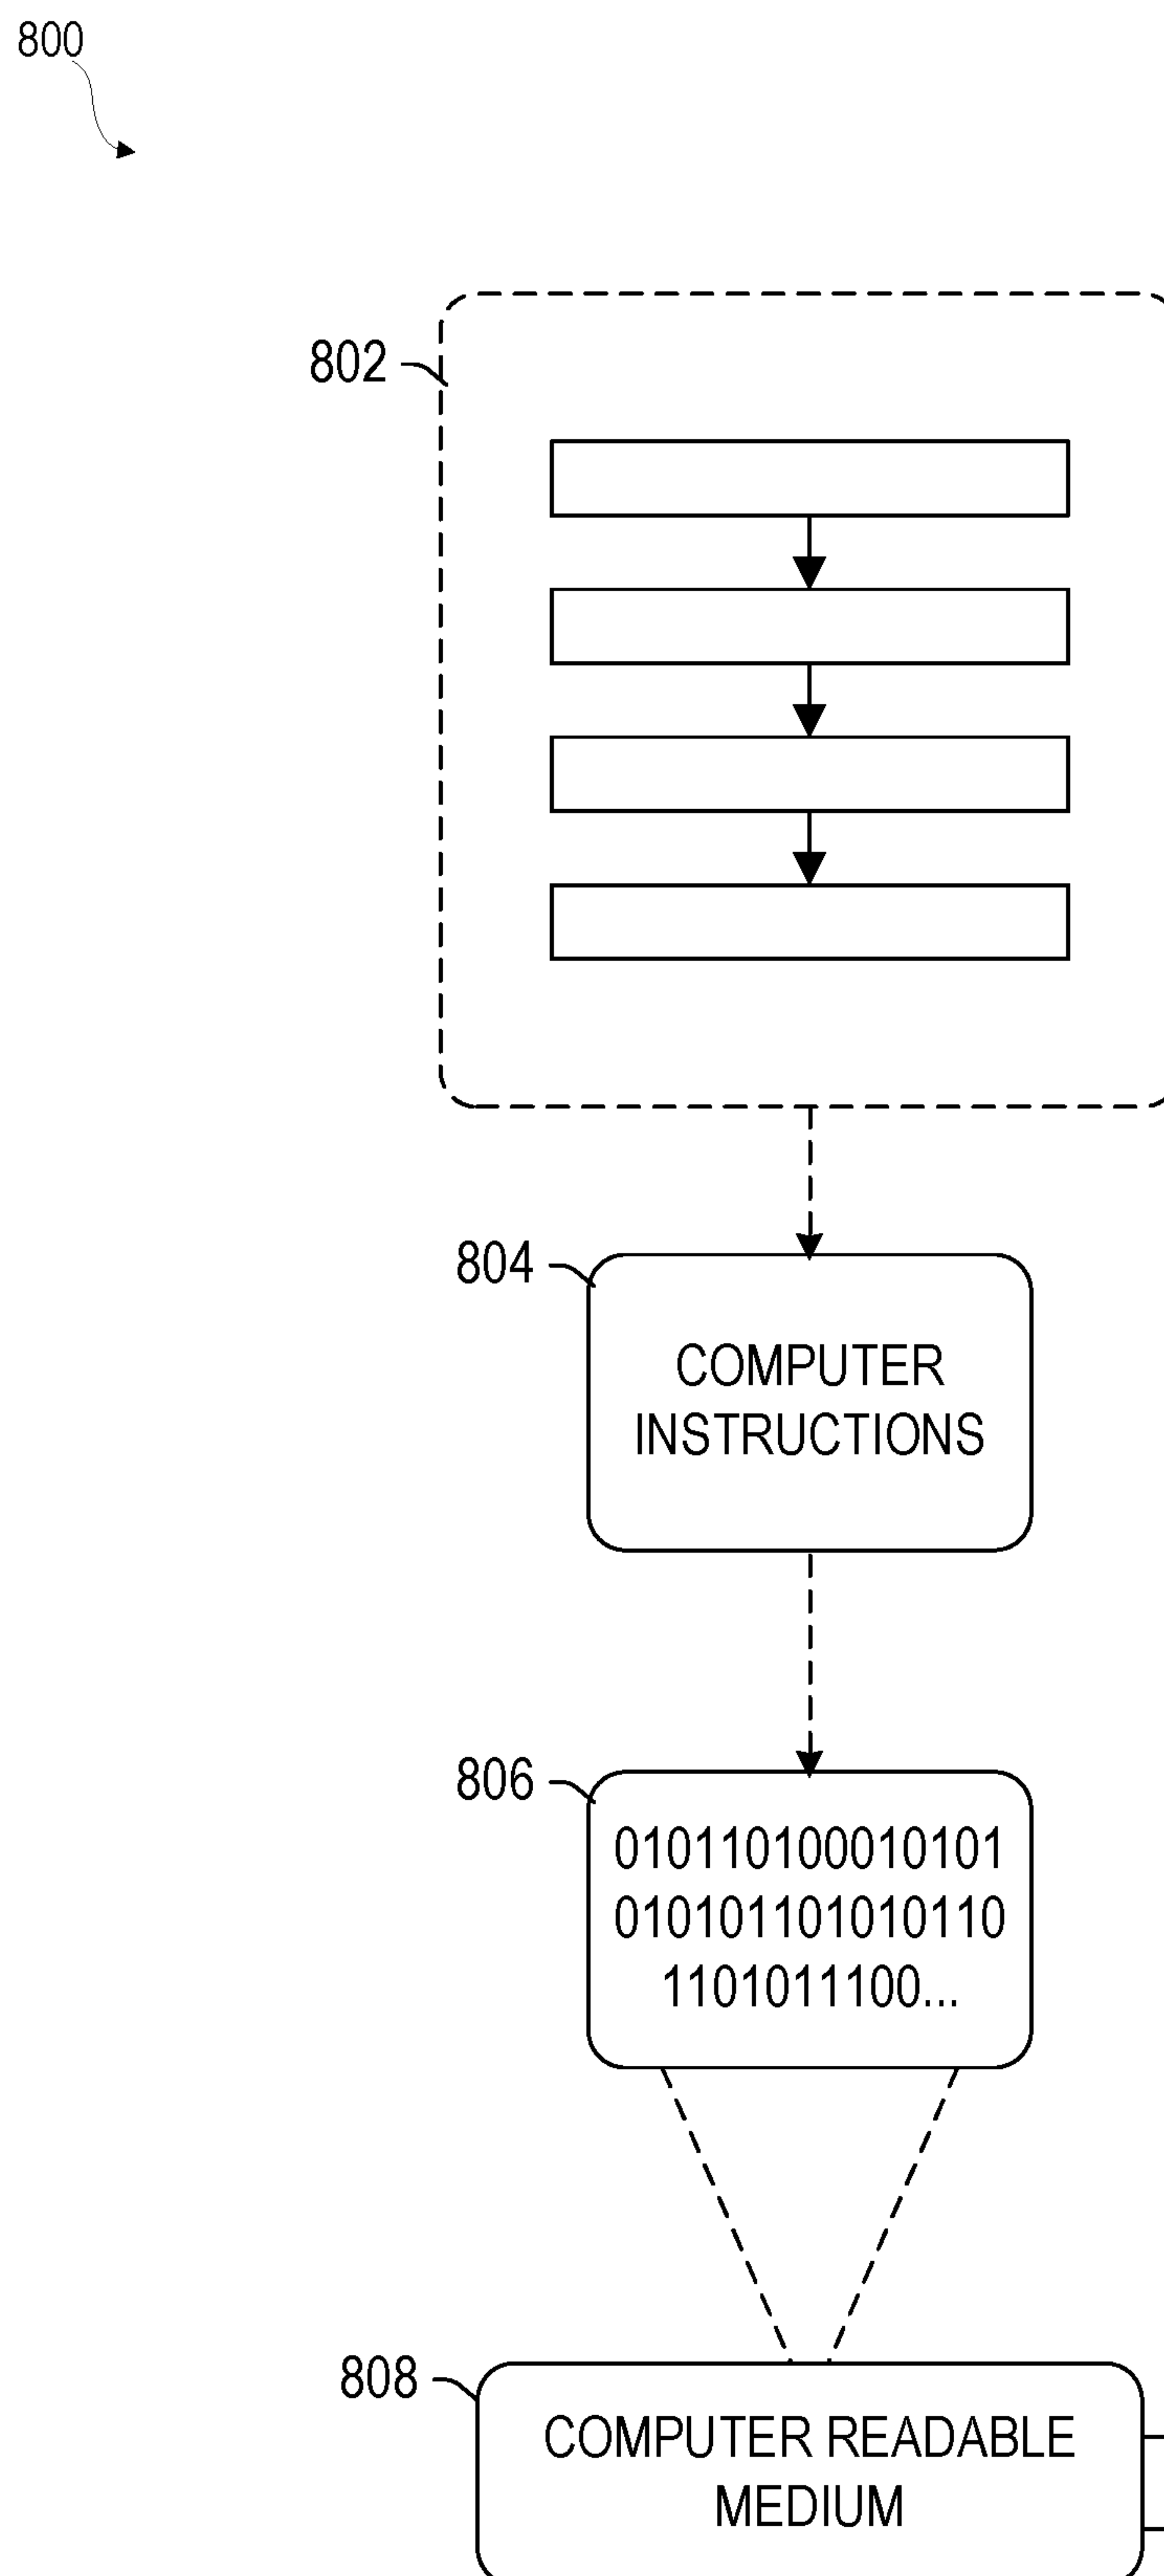 800
802
804
COMPUTER
INSTRUCTIONS
806
010110100010101
010101101010110
1101011100...
808
COMPUTER READABLE
MEDIUM